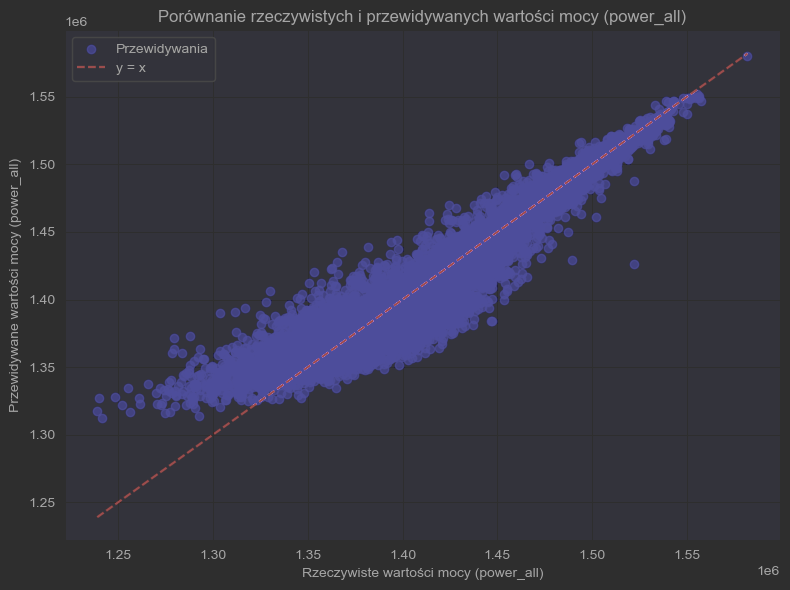 Porównanie rzeczywistych i przewidywanych wartości mocy (power_all)
1e6
Przewidywania
y = x
1.55
1.50
1.45
1.40
1.35
1.30
1.25
Przewidywane wartości mocy (power_all)
1.25 1.30 1.35 1.40 1.45 1.50 1.55
Rzeczywiste wartości mocy (power_all)
1e6